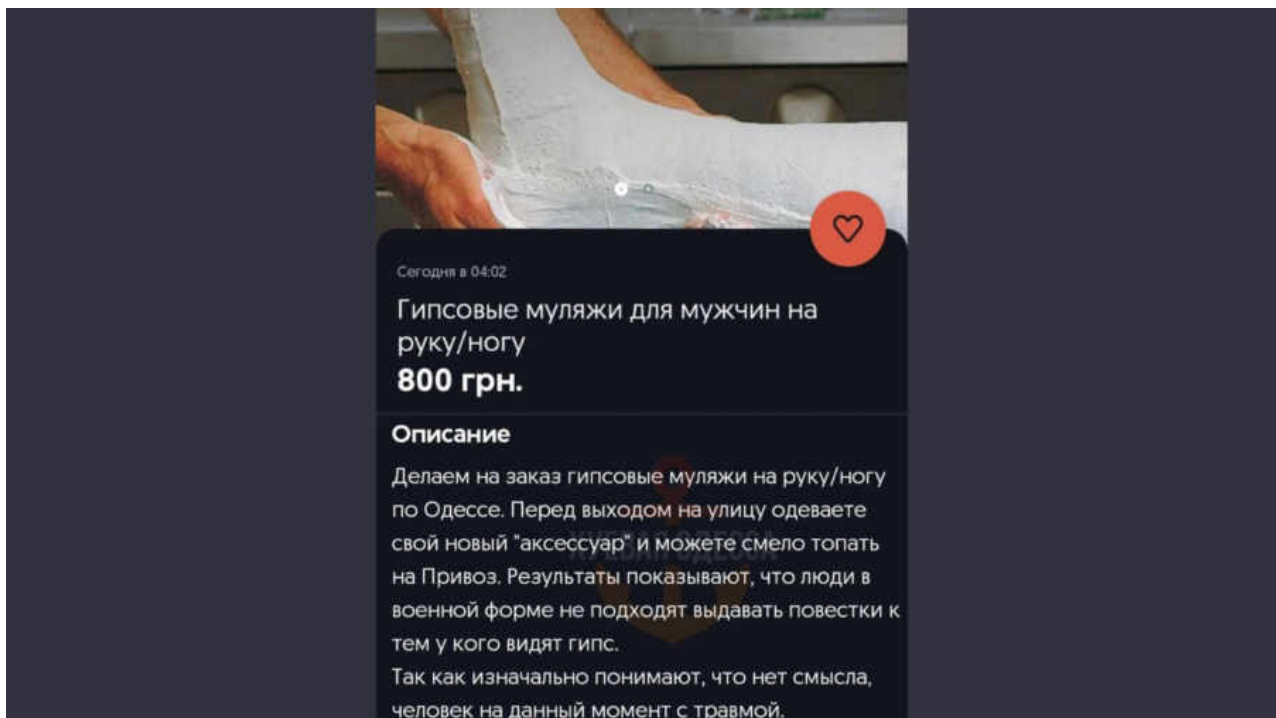 Сегодня в 04:02
Гипсовые муляжи для мужчин на
руку/ногу
800 грн.
Описание
Делаем на заказ гипсовые муляжи на руку/ногу
по Одессе. Перед выходом на улицу одеваете
свой новый "аксессуар" и можете смело топать
на Привоз. Результаты показывают, что люди в
военной форме не подходят выдавать повестки к
тем у кого видят гипс.
Так как изначально понимают, что нет смысла,
человек на данный момент с травмой.